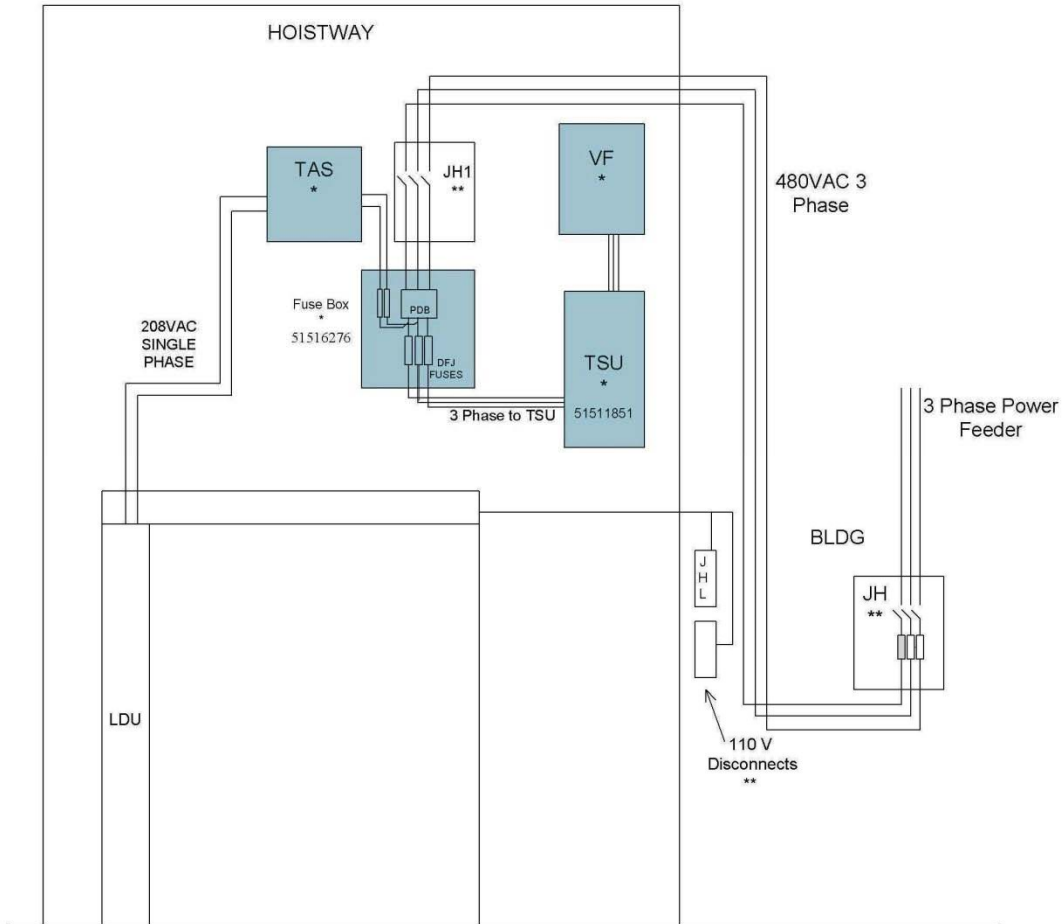 HOISTWAY
TAS
*
JH1
**
VF
*
480VAC 3
Phase
Fuse Box
*
51516276
PDB
DFJ
FUSES
208VAC
SINGLE
PHASE
TSU
*
51511851
3 Phase to TSU
3 Phase Power
Feeder
BLDG
J
H
L
JH
**
LDU
110 V
Disconnects
**